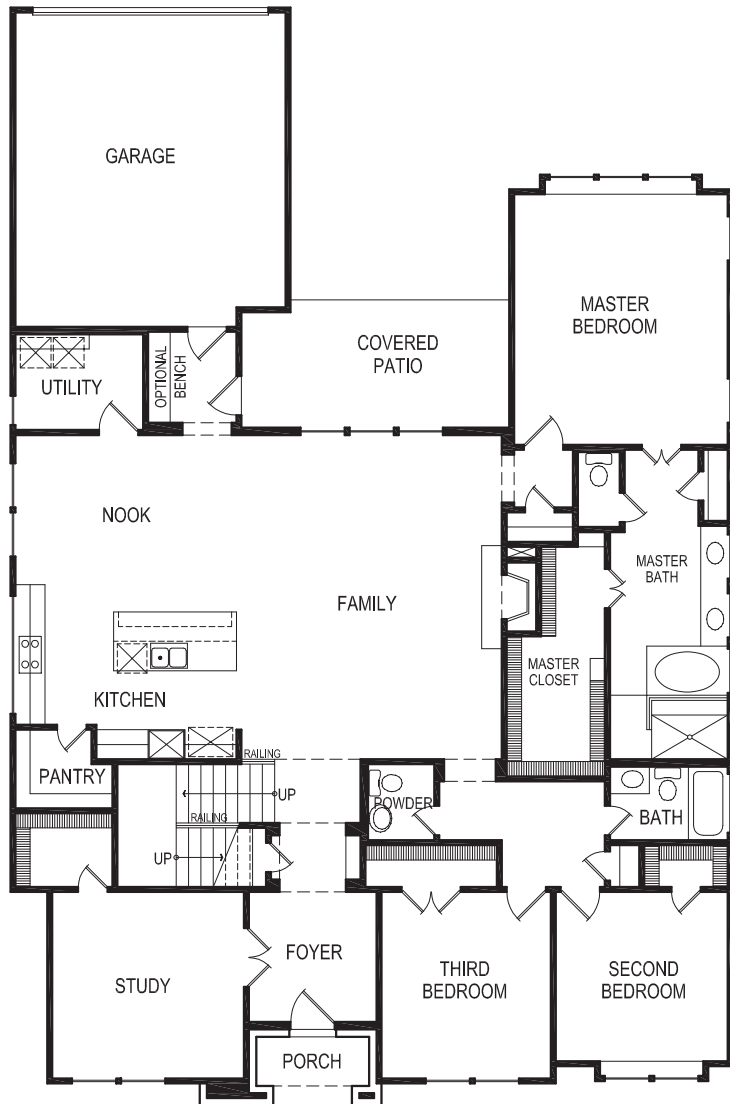 GARAGE
MASTER
BEDROOM
COVERED
PATIO
OPTIONAL
BENCH
UTILITY
NOOK
MASTER
BATH
FAMILY
MASTER
CLOSET
KITCHEN
RAILING
PANTRY
UP
POWDER
RAILING
BATH
UP
FOYER
THIRD
BEDROOM
SECOND
BEDROOM
STUDY
PORCH